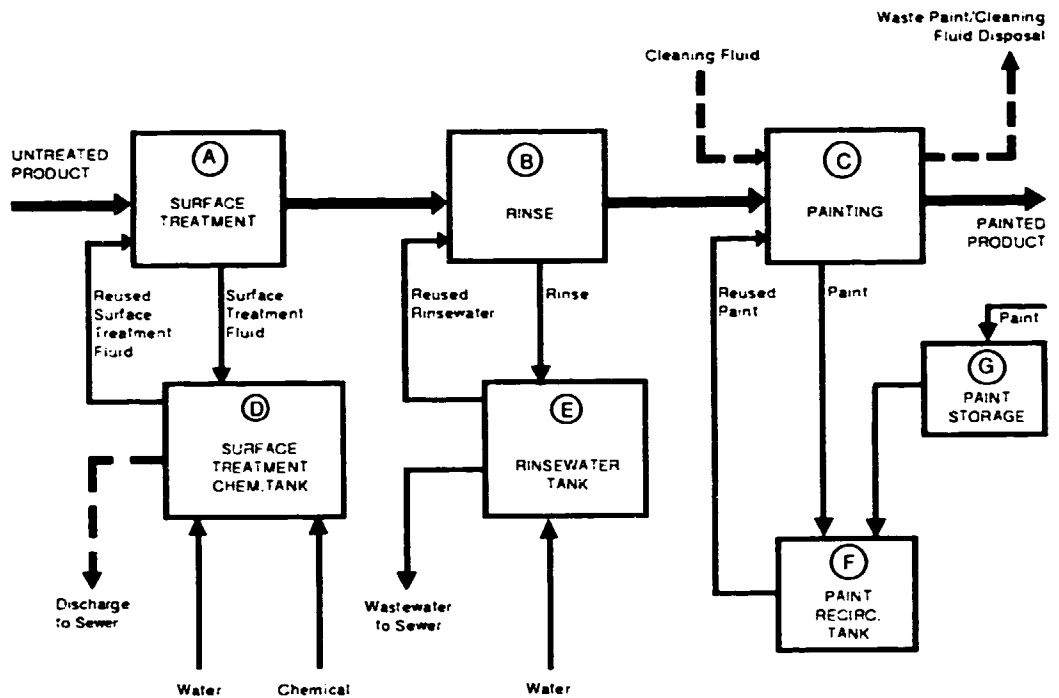 Waste Paint/Cleaning
Fluid Disposal
Cleaning Fluid
UNTREATED
PRODUCT
A
SURFACE
TREATMENT
B
RINSE
C
PAINTING
PAINTED
PRODUCT
Reused
Surface
Treatment
Fluid
Surface
Treatment
Fluid
Reused
Rinsewater
Rinse
Reused
Paint
Paint
Paint
G
PAINT
STORAGE
D
SURFACE
TREATMENT
CHEM.TANK
E
RINSEWATER
TANK
F
PAINT
RECIRC.
TANK
Discharge
to Sewer
Wastewater
to Sewer
Water
Chemical
Water